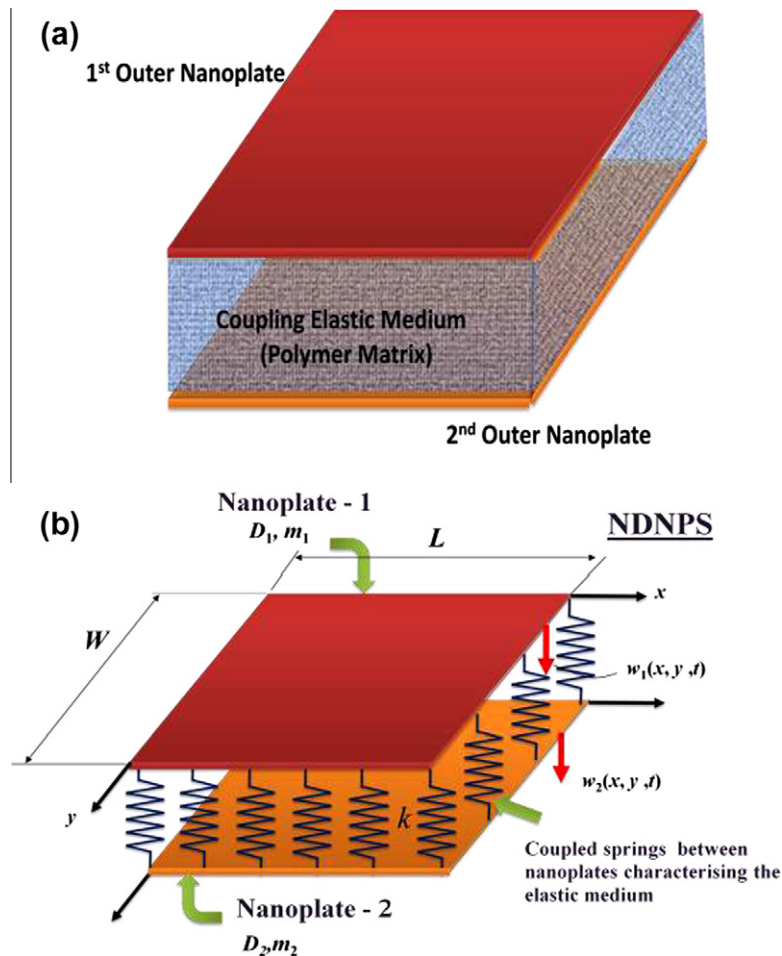 (a)
1st Outer Nanoplate
Coupling Elastic Medium
(Polymer Matrix)
2nd Outer Nanoplate
(b)
Nanoplate - 1
D1, m1
L
NDNPS
x
W
w1(x, y ,t)
y
k
w2(x, y ,t)
Coupled springs between
nanoplates characterising the
elastic medium
Nanoplate - 2
D2,m2